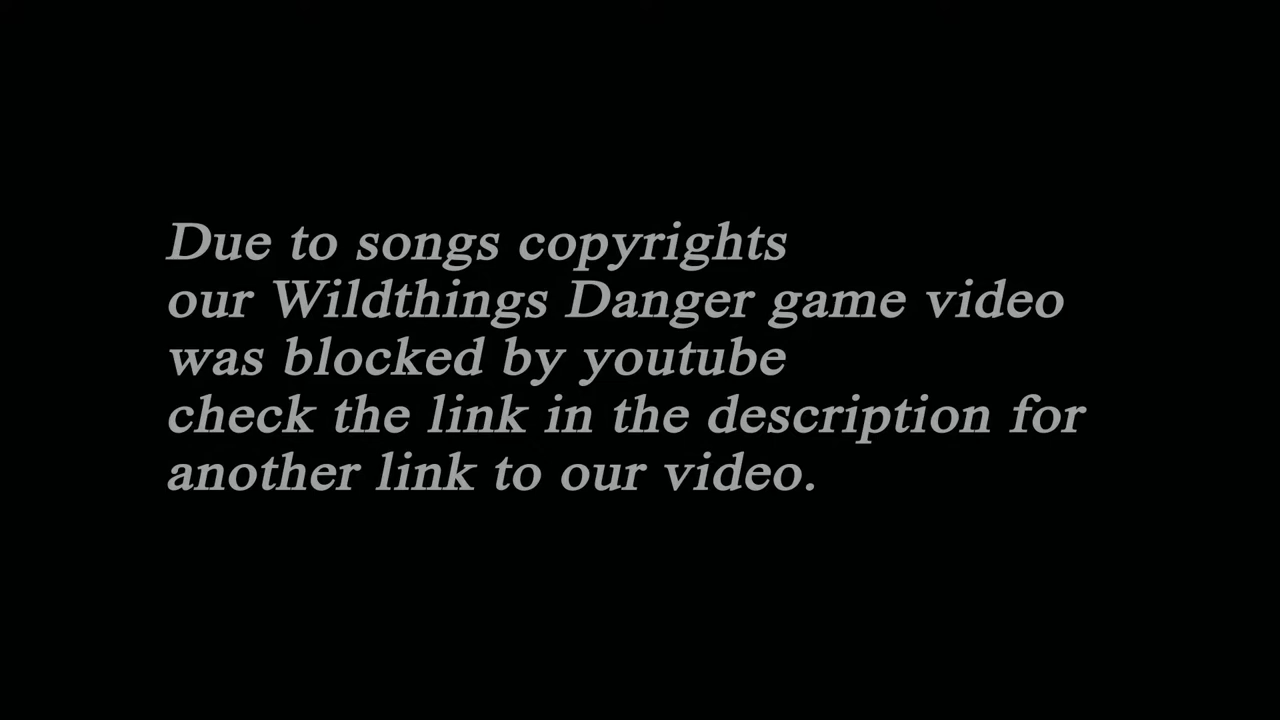 Due to songs copyrights
our Wildthings Danger game video
was blocked by youtube
check the link in the description for
another link to our video.